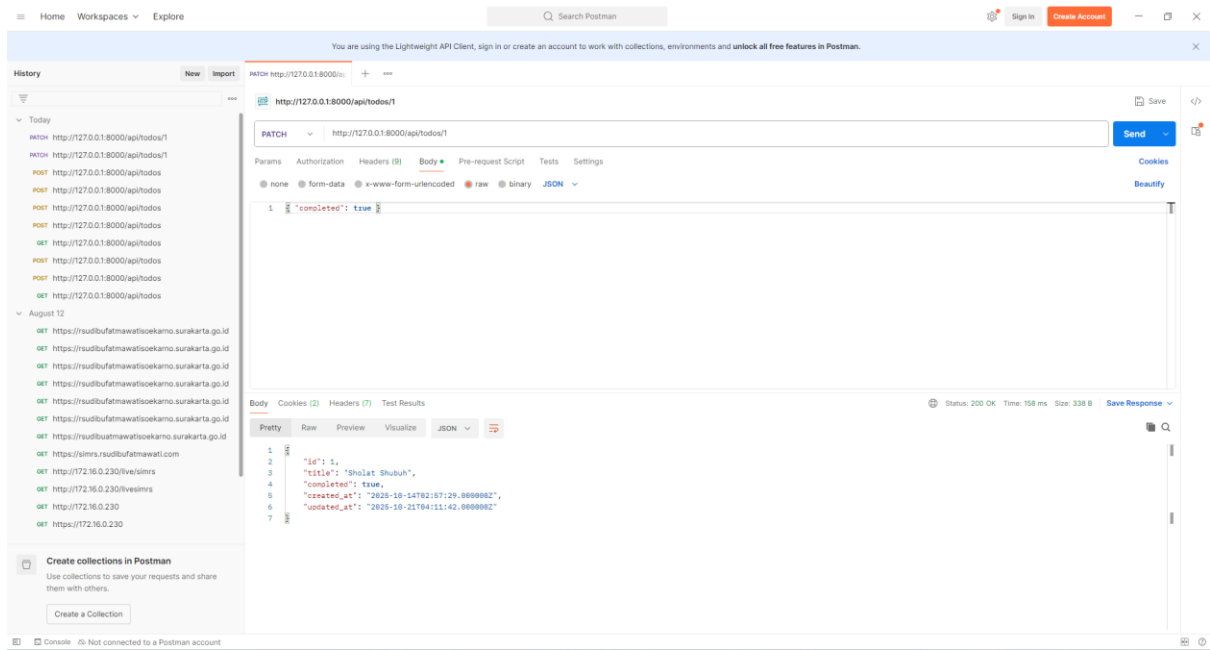 Home Workspaces Explore Search Postman Sign In Create Account
You are using the Lightweight API Client, sign in or create an account to work with collections, environments and unlock all free features in Postman.
History New Import
PATCH http://127.0.0.1:8000/ap
Today
PATCH http://127.0.0.1:8000/api/todos/1
PATCH http://127.0.0.1:8000/api/todos/1
POST http://127.0.0.1:8000/api/todos
POST http://127.0.0.1:8000/api/todos
POST http://127.0.0.1:8000/api/todos
POST http://127.0.0.1:8000/api/todos
GET http://127.0.0.1:8000/api/todos
POST http://127.0.0.1:8000/api/todos
POST http://127.0.0.1:8000/api/todos
GET http://127.0.0.1:8000/api/todos
August 12
GET https://rsudibufatmawatisoekarno.surakarta.go.id
GET https://rsudibufatmawatisoekarno.surakarta.go.id
GET https://rsudibufatmawatisoekarno.surakarta.go.id
GET https://rsudibufatmawatisoekarno.surakarta.go.id
GET https://rsudibufatmawatisoekarno.surakarta.go.id
GET https://rsudibufatmawatisoekarno.surakarta.go.id
GET https://rsudibuatmawatisoekarno.surakarta.go.id
GET https://simrs.rsudibufatmawati.com
GET http://172.16.0.230/live/simrs
GET http://172.16.0.230/livesimrs
GET http://172.16.0.230
GET https://172.16.0.230
Create collections in Postman
Use collections to save your requests and share
them with others.
Create a Collection
http://127.0.0.1:8000/api/todos/1 Save
PATCH http://127.0.0.1:8000/api/todos/1 Send
Params Authorization Headers (9) Body Pre-request Script Tests Settings Cookies
none form-data x-www-form-urlencoded raw binary JSON Beautify
1 { "completed": true }
Body Cookies (2) Headers (7) Test Results Status: 200 OK Time: 158 ms Size: 338 B Save Response
Pretty Raw Preview Visualize JSON
1 {
2 "id": 1,
3 "title": "Sholat Shubuh",
4 "completed": true,
5 "created_at": "2025-10-14T02:57:29.000000Z",
6 "updated_at": "2025-10-21T04:11:42.000000Z"
7 }
Console Not connected to a Postman account